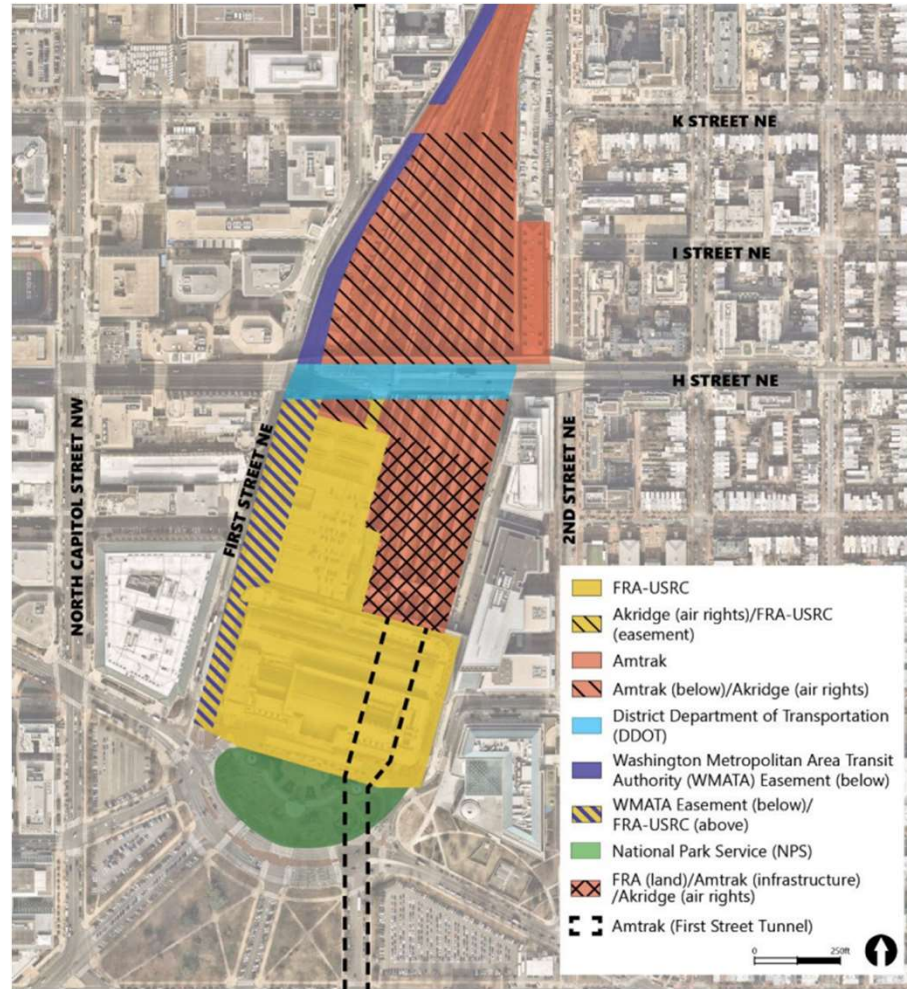 K STREET NE
I STREET NE
H STREET NE
NORTH CAPITOL STREET NW
FIRST STREET NE
2ND STREET NE
FRA-USRC
Akridge (air rights)/FRA-USRC
(easement)
Amtrak
Amtrak (below)/Akridge (air rights)
District Department of Transportation
(DDOT)
Washington Metropolitan Area Transit
Authority (WMATA) Easement (below)
WMATA Easement (below)/
FRA-USRC (above)
National Park Service (NPS)
FRA (land)/Amtrak (infrastructure)
/Akridge (air rights)
Amtrak (First Street Tunnel)
0 250ft